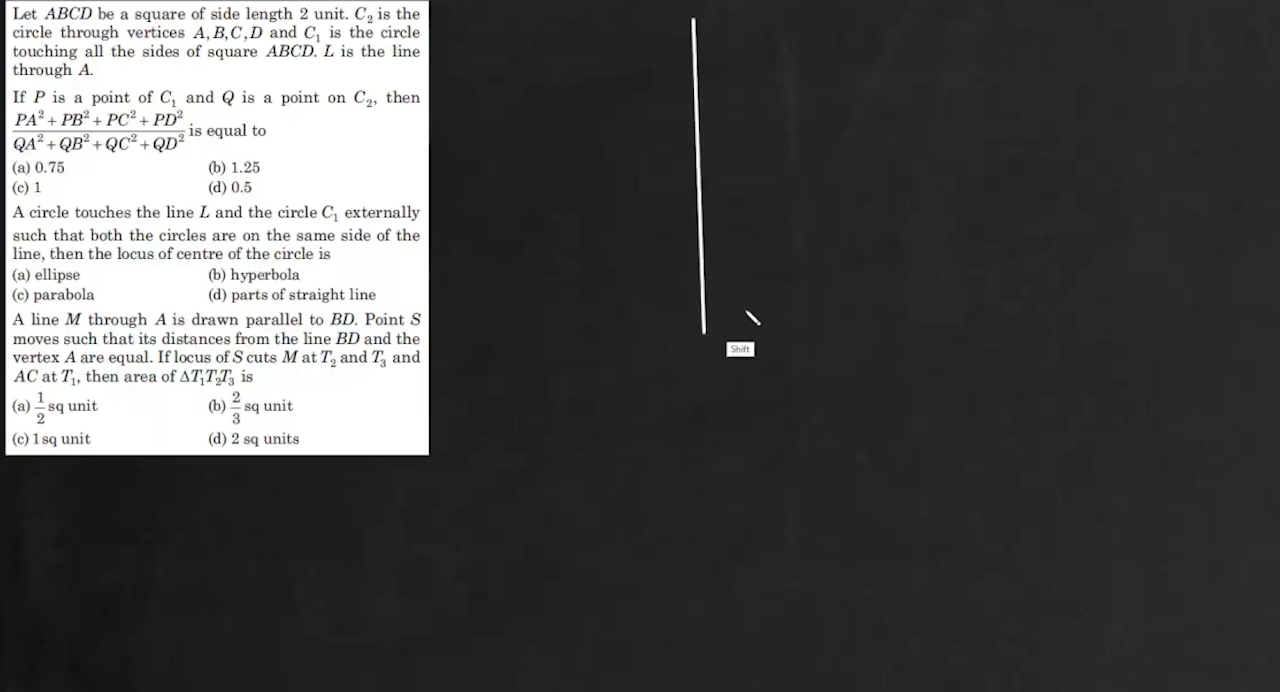 Let ABCD be a square of side length 2 unit. C₂ is the
circle through vertices A, B, C, D and C₁ is the circle
touching all the sides of square ABCD. L is the line
through A.
If P is a point of C₁ and Q is a point on C₂, then
PA² + PB² + PC² + PD² / QA² + QB² + QC² + QD² is equal to
(a) 0.75 (b) 1.25
(c) 1 (d) 0.5
A circle touches the line L and the circle C₁ externally
such that both the circles are on the same side of the
line, then the locus of centre of the circle is
(a) ellipse (b) hyperbola
(c) parabola (d) parts of straight line
A line M through A is drawn parallel to BD. Point S
moves such that its distances from the line BD and the
vertex A are equal. If locus of S cuts M at T₂ and T₃ and
AC at T₁, then area of ΔT₁T₂T₃ is
(a) 1/2 sq unit (b) 2/3 sq unit
(c) 1 sq unit (d) 2 sq units
Shift